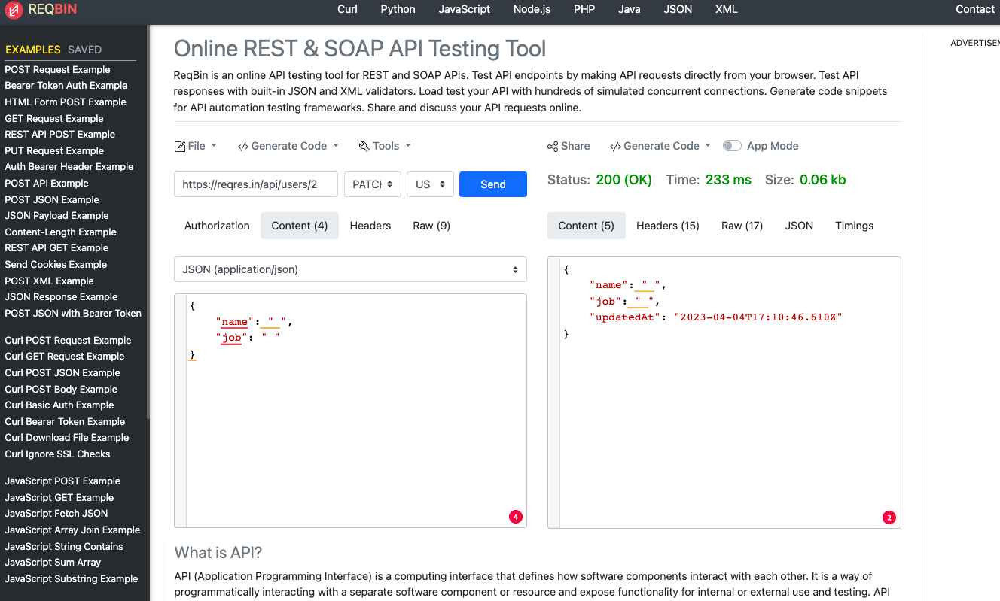 REQBIN
Curl Python JavaScript Node.js PHP Java JSON XML Contact
EXAMPLES SAVED
POST Request Example
Bearer Token Auth Example
HTML Form POST Example
GET Request Example
REST API POST Example
PUT Request Example
Auth Bearer Header Example
POST API Example
POST JSON Example
JSON Payload Example
Content-Length Example
REST API GET Example
Send Cookies Example
POST XML Example
JSON Response Example
POST JSON with Bearer Token
Curl POST Request Example
Curl GET Request Example
Curl POST JSON Example
Curl POST Body Example
Curl Basic Auth Example
Curl Bearer Token Example
Curl Download File Example
Curl Ignore SSL Checks
JavaScript POST Example
JavaScript GET Example
JavaScript Fetch JSON
JavaScript Array Join Example
JavaScript String Contains
JavaScript Sum Array
JavaScript Substring Example
Online REST & SOAP API Testing Tool
ReqBin is an online API testing tool for REST and SOAP APIs. Test API endpoints by making API requests directly from your browser. Test API
responses with built-in JSON and XML validators. Load test your API with hundreds of simulated concurrent connections. Generate code snippets
for API automation testing frameworks. Share and discuss your API requests online.
File Generate Code Tools
https://reqres.in/api/users/2 PATCH US Send
Authorization Content (4) Headers Raw (9)
JSON (application/json)
{
"name": " ",
"job": " "
}
4
Share Generate Code App Mode
Status: 200 (OK) Time: 233 ms Size: 0.06 kb
Content (5) Headers (15) Raw (17) JSON Timings
{
"name": " ",
"job": " ",
"updatedAt": "2023-04-04T17:10:46.610Z"
}
2
What is API?
API (Application Programming Interface) is a computing interface that defines how software components interact with each other. It is a way of
programmatically interacting with a separate software component or resource and expose functionality for internal or external use and testing. API
ADVERTISEM